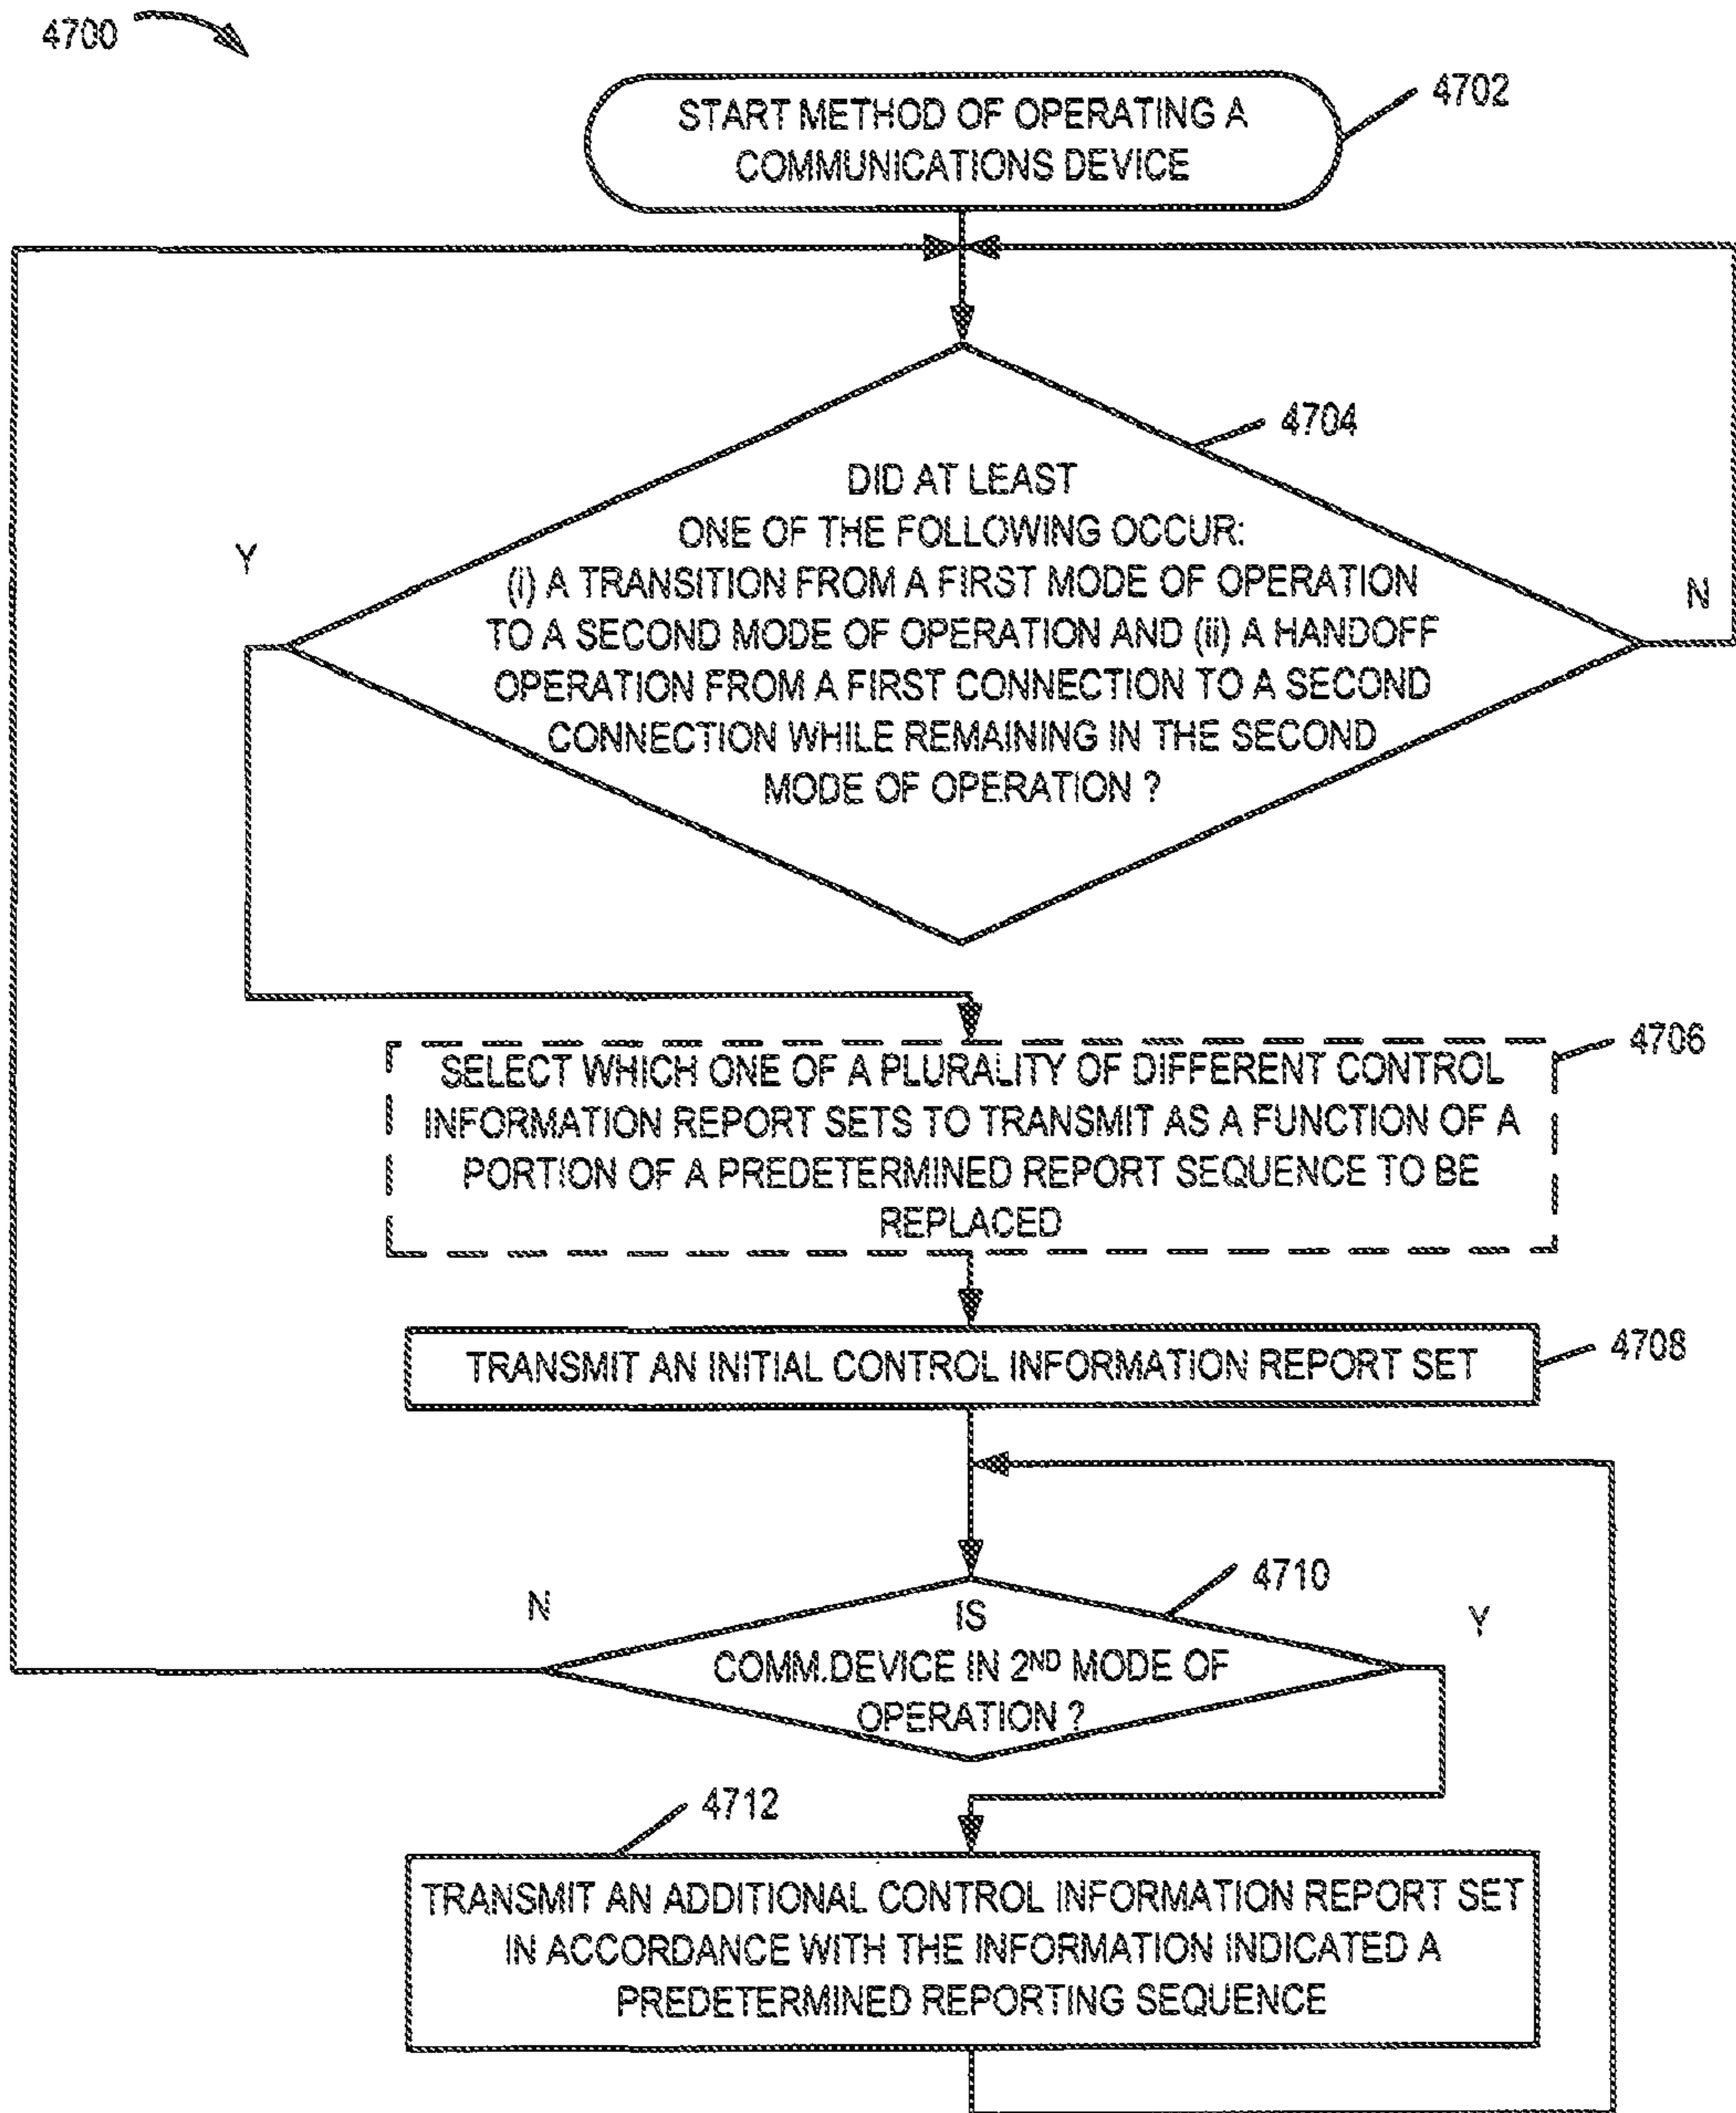 4700
START METHOD OF OPERATING A
COMMUNICATIONS DEVICE
4702
4704
DID AT LEAST
ONE OF THE FOLLOWING OCCUR:
(i) A TRANSITION FROM A FIRST MODE OF OPERATION
TO A SECOND MODE OF OPERATION AND (ii) A HANDOFF
OPERATION FROM A FIRST CONNECTION TO A SECOND
CONNECTION WHILE REMAINING IN THE SECOND
MODE OF OPERATION ?
Y
N
4706
SELECT WHICH ONE OF A PLURALITY OF DIFFERENT CONTROL
INFORMATION REPORT SETS TO TRANSMIT AS A FUNCTION OF A
PORTION OF A PREDETERMINED REPORT SEQUENCE TO BE
REPLACED
TRANSMIT AN INITIAL CONTROL INFORMATION REPORT SET
4708
4710
N
Y
IS
COMM.DEVICE IN 2ND MODE OF
OPERATION ?
4712
TRANSMIT AN ADDITIONAL CONTROL INFORMATION REPORT SET
IN ACCORDANCE WITH THE INFORMATION INDICATED A
PREDETERMINED REPORTING SEQUENCE